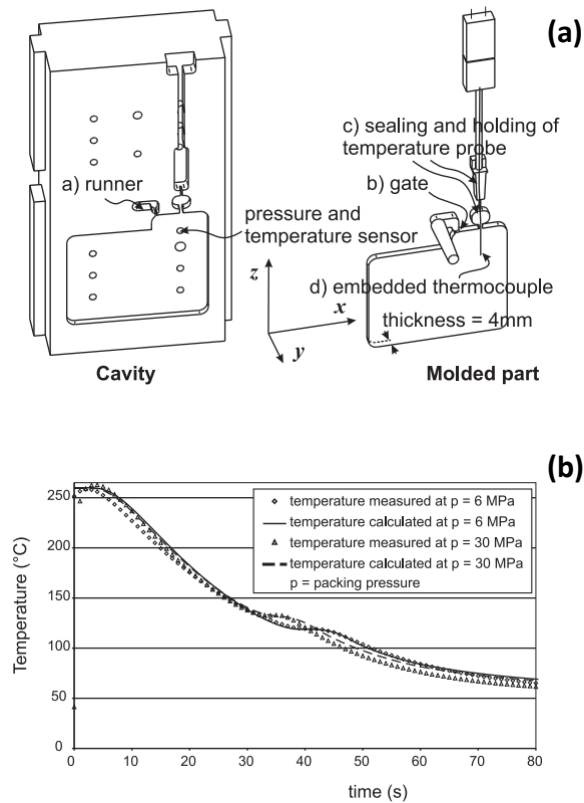 (a)
c) sealing and holding of
temperature probe
a) runner
b) gate
pressure and
temperature sensor
z
d) embedded thermocouple
x
thickness = 4mm
y
Cavity
Molded part
(b)
250
200
150
100
50
0
Temperature (°C)
temperature measured at p = 6 MPa
temperature calculated at p = 6 MPa
temperature measured at p = 30 MPa
temperature calculated at p = 30 MPa
p = packing pressure
0 10 20 30 40 50 60 70 80
time (s)